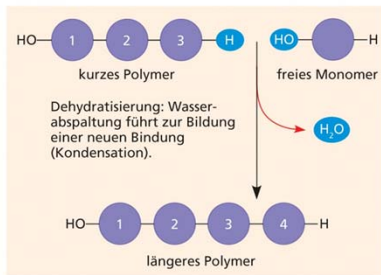 HO 1 2 3 H HO H
kurzes Polymer freies Monomer
Dehydratisierung: Wasser-
abspaltung führt zur Bildung
einer neuen Bindung
(Kondensation).
H₂O
HO 1 2 3 4 H
längeres Polymer